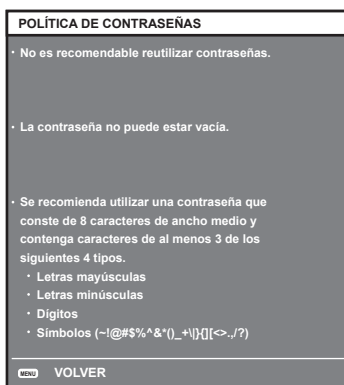 POLÍTICA DE CONTRASEÑAS
· No es recomendable reutilizar contraseñas.
· La contraseña no puede estar vacía.
· Se recomienda utilizar una contraseña que
conste de 8 caracteres de ancho medio y
contenga caracteres de al menos 3 de los
siguientes 4 tipos.
· Letras mayúsculas
· Letras minúsculas
· Dígitos
· Símbolos (~!@#$%^&*()_+\|}{][<>.,/?)
MENU VOLVER